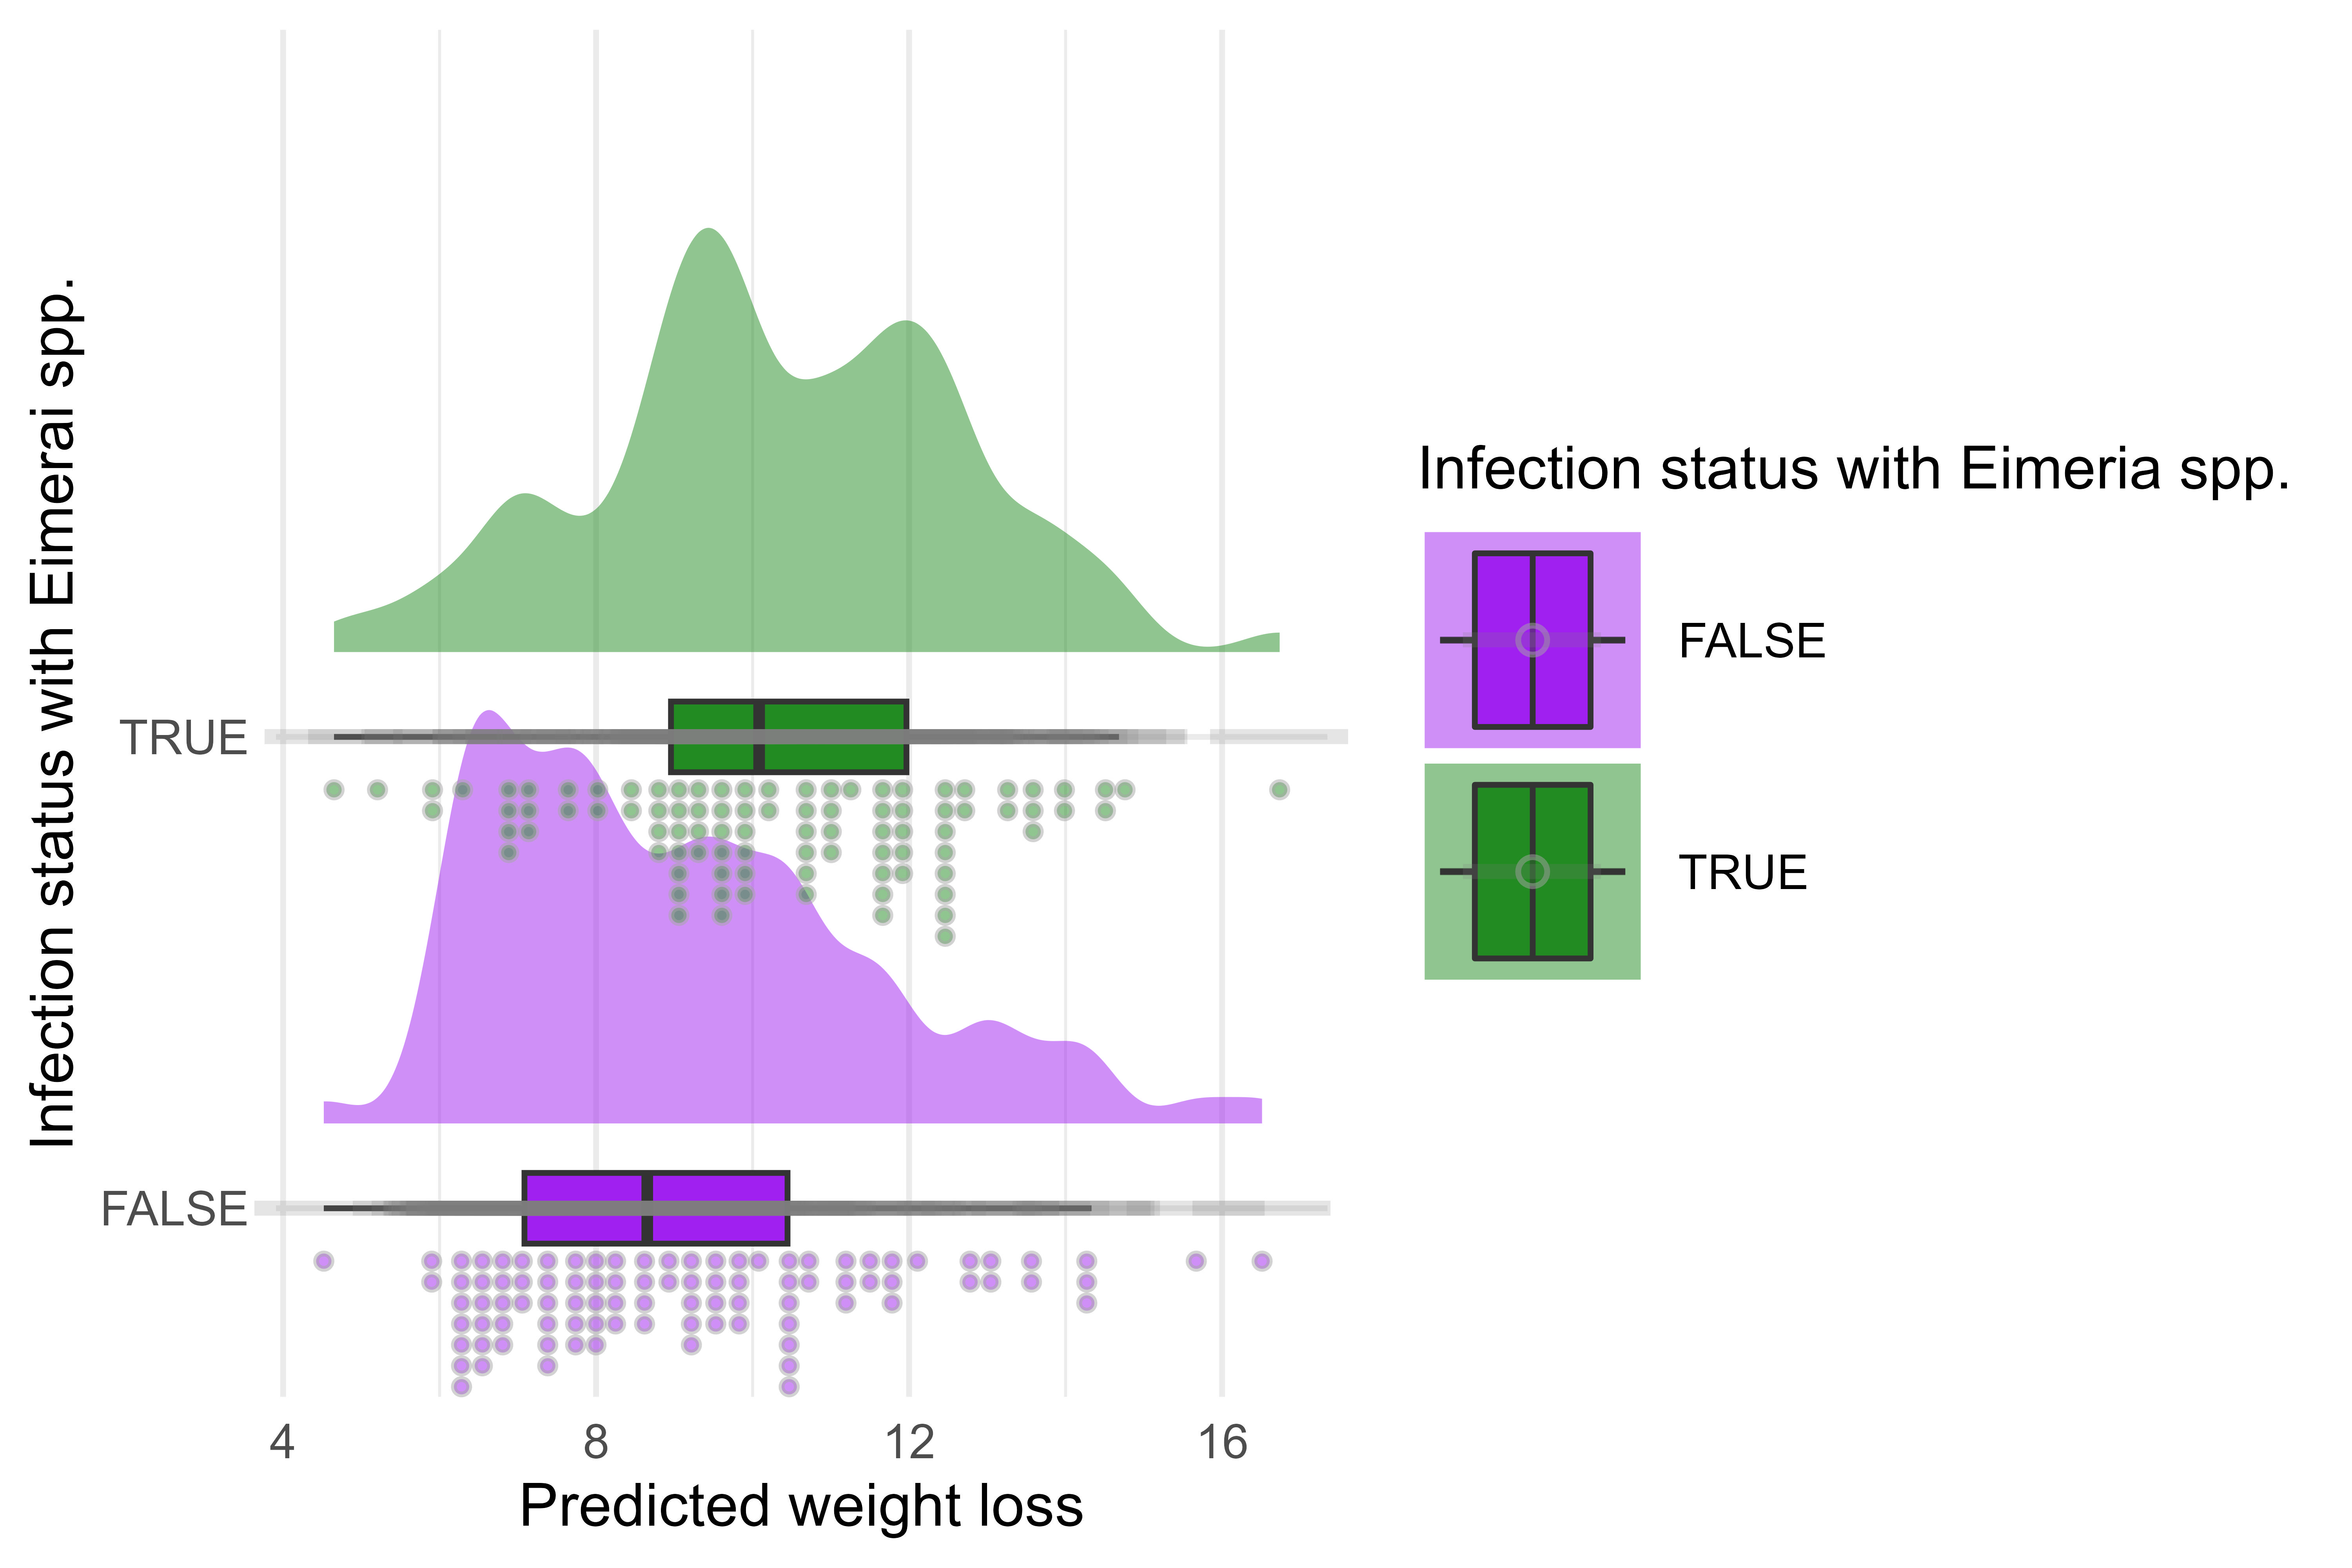 Infection status with Eimerai spp.
TRUE
FALSE
4 8 12 16
Predicted weight loss
Infection status with Eimeria spp.
FALSE
TRUE